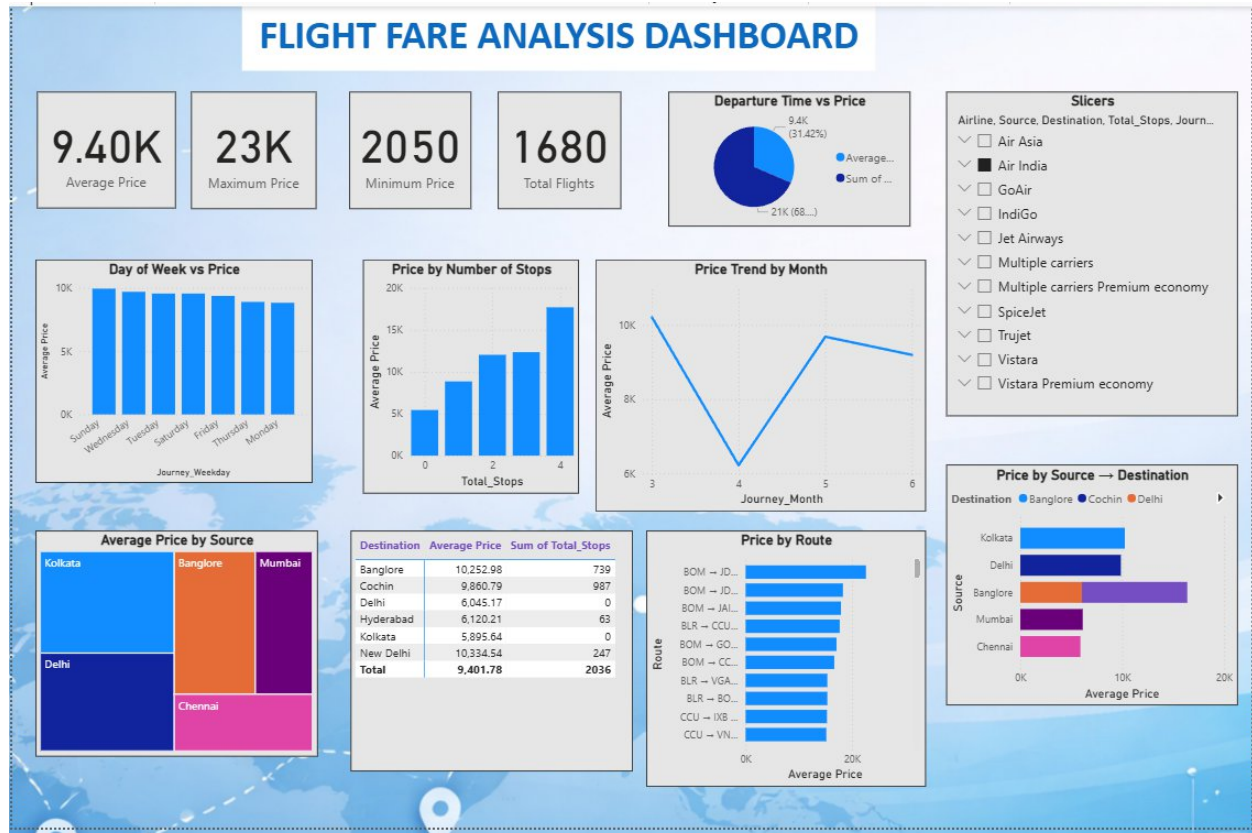 FLIGHT FARE ANALYSIS DASHBOARD
9.40K
Average Price
23K
Maximum Price
2050
Minimum Price
1680
Total Flights
Departure Time vs Price
9.4K
(31.42%)
Average...
Sum of ...
21K (68....)
Slicers
Airline, Source, Destination, Total_Stops, Journ...
Air Asia
Air India
GoAir
IndiGo
Jet Airways
Multiple carriers
Multiple carriers Premium economy
SpiceJet
Trujet
Vistara
Vistara Premium economy
Day of Week vs Price
Average Price
10K
5K
0K
Sunday
Wednesday
Tuesday
Saturday
Friday
Thursday
Monday
Journey_Weekday
Price by Number of Stops
Average Price
20K
15K
10K
5K
0K
0
2
4
Total_Stops
Price Trend by Month
Average Price
10K
8K
6K
3
4
5
6
Journey_Month
Price by Source → Destination
Destination Banglore Cochin Delhi
Source
Kolkata
Delhi
Banglore
Mumbai
Chennai
0K 10K 20K
Average Price
Average Price by Source
Kolkata
Banglore
Mumbai
Delhi
Chennai
Destination Average Price Sum of Total_Stops
Banglore 10,252.98 739
Cochin 9,860.79 987
Delhi 6,045.17 0
Hyderabad 6,120.21 63
Kolkata 5,895.64 0
New Delhi 10,334.54 247
Total 9,401.78 2036
Price by Route
Route
BOM → JD...
BOM → JD...
BOM → JAI...
BLR → CCU...
BOM → GO...
BOM → CC...
BLR → VGA...
BLR → BO...
CCU → IXB ...
CCU → VN...
0K 20K
Average Price